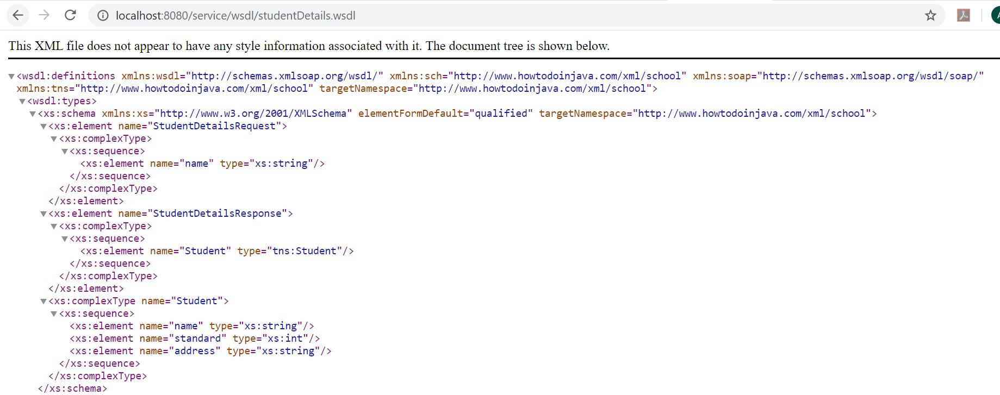 localhost:8080/service/wsdl/studentDetails.wsdl
This XML file does not appear to have any style information associated with it. The document tree is shown below.
<wsdl:definitions xmlns:wsdl="http://schemas.xmlsoap.org/wsdl/" xmlns:sch="http://www.howtodoinjava.com/xml/school" xmlns:soap="http://schemas.xmlsoap.org/wsdl/soap/"
xmlns:tns="http://www.howtodoinjava.com/xml/school" targetNamespace="http://www.howtodoinjava.com/xml/school">
<wsdl:types>
<xs:schema xmlns:xs="http://www.w3.org/2001/XMLSchema" elementFormDefault="qualified" targetNamespace="http://www.howtodoinjava.com/xml/school">
<xs:element name="StudentDetailsRequest">
<xs:complexType>
<xs:sequence>
<xs:element name="name" type="xs:string"/>
</xs:sequence>
</xs:complexType>
</xs:element>
<xs:element name="StudentDetailsResponse">
<xs:complexType>
<xs:sequence>
<xs:element name="Student" type="tns:Student"/>
</xs:sequence>
</xs:complexType>
</xs:element>
<xs:complexType name="Student">
<xs:sequence>
<xs:element name="name" type="xs:string"/>
<xs:element name="standard" type="xs:int"/>
<xs:element name="address" type="xs:string"/>
</xs:sequence>
</xs:complexType>
</xs:schema>